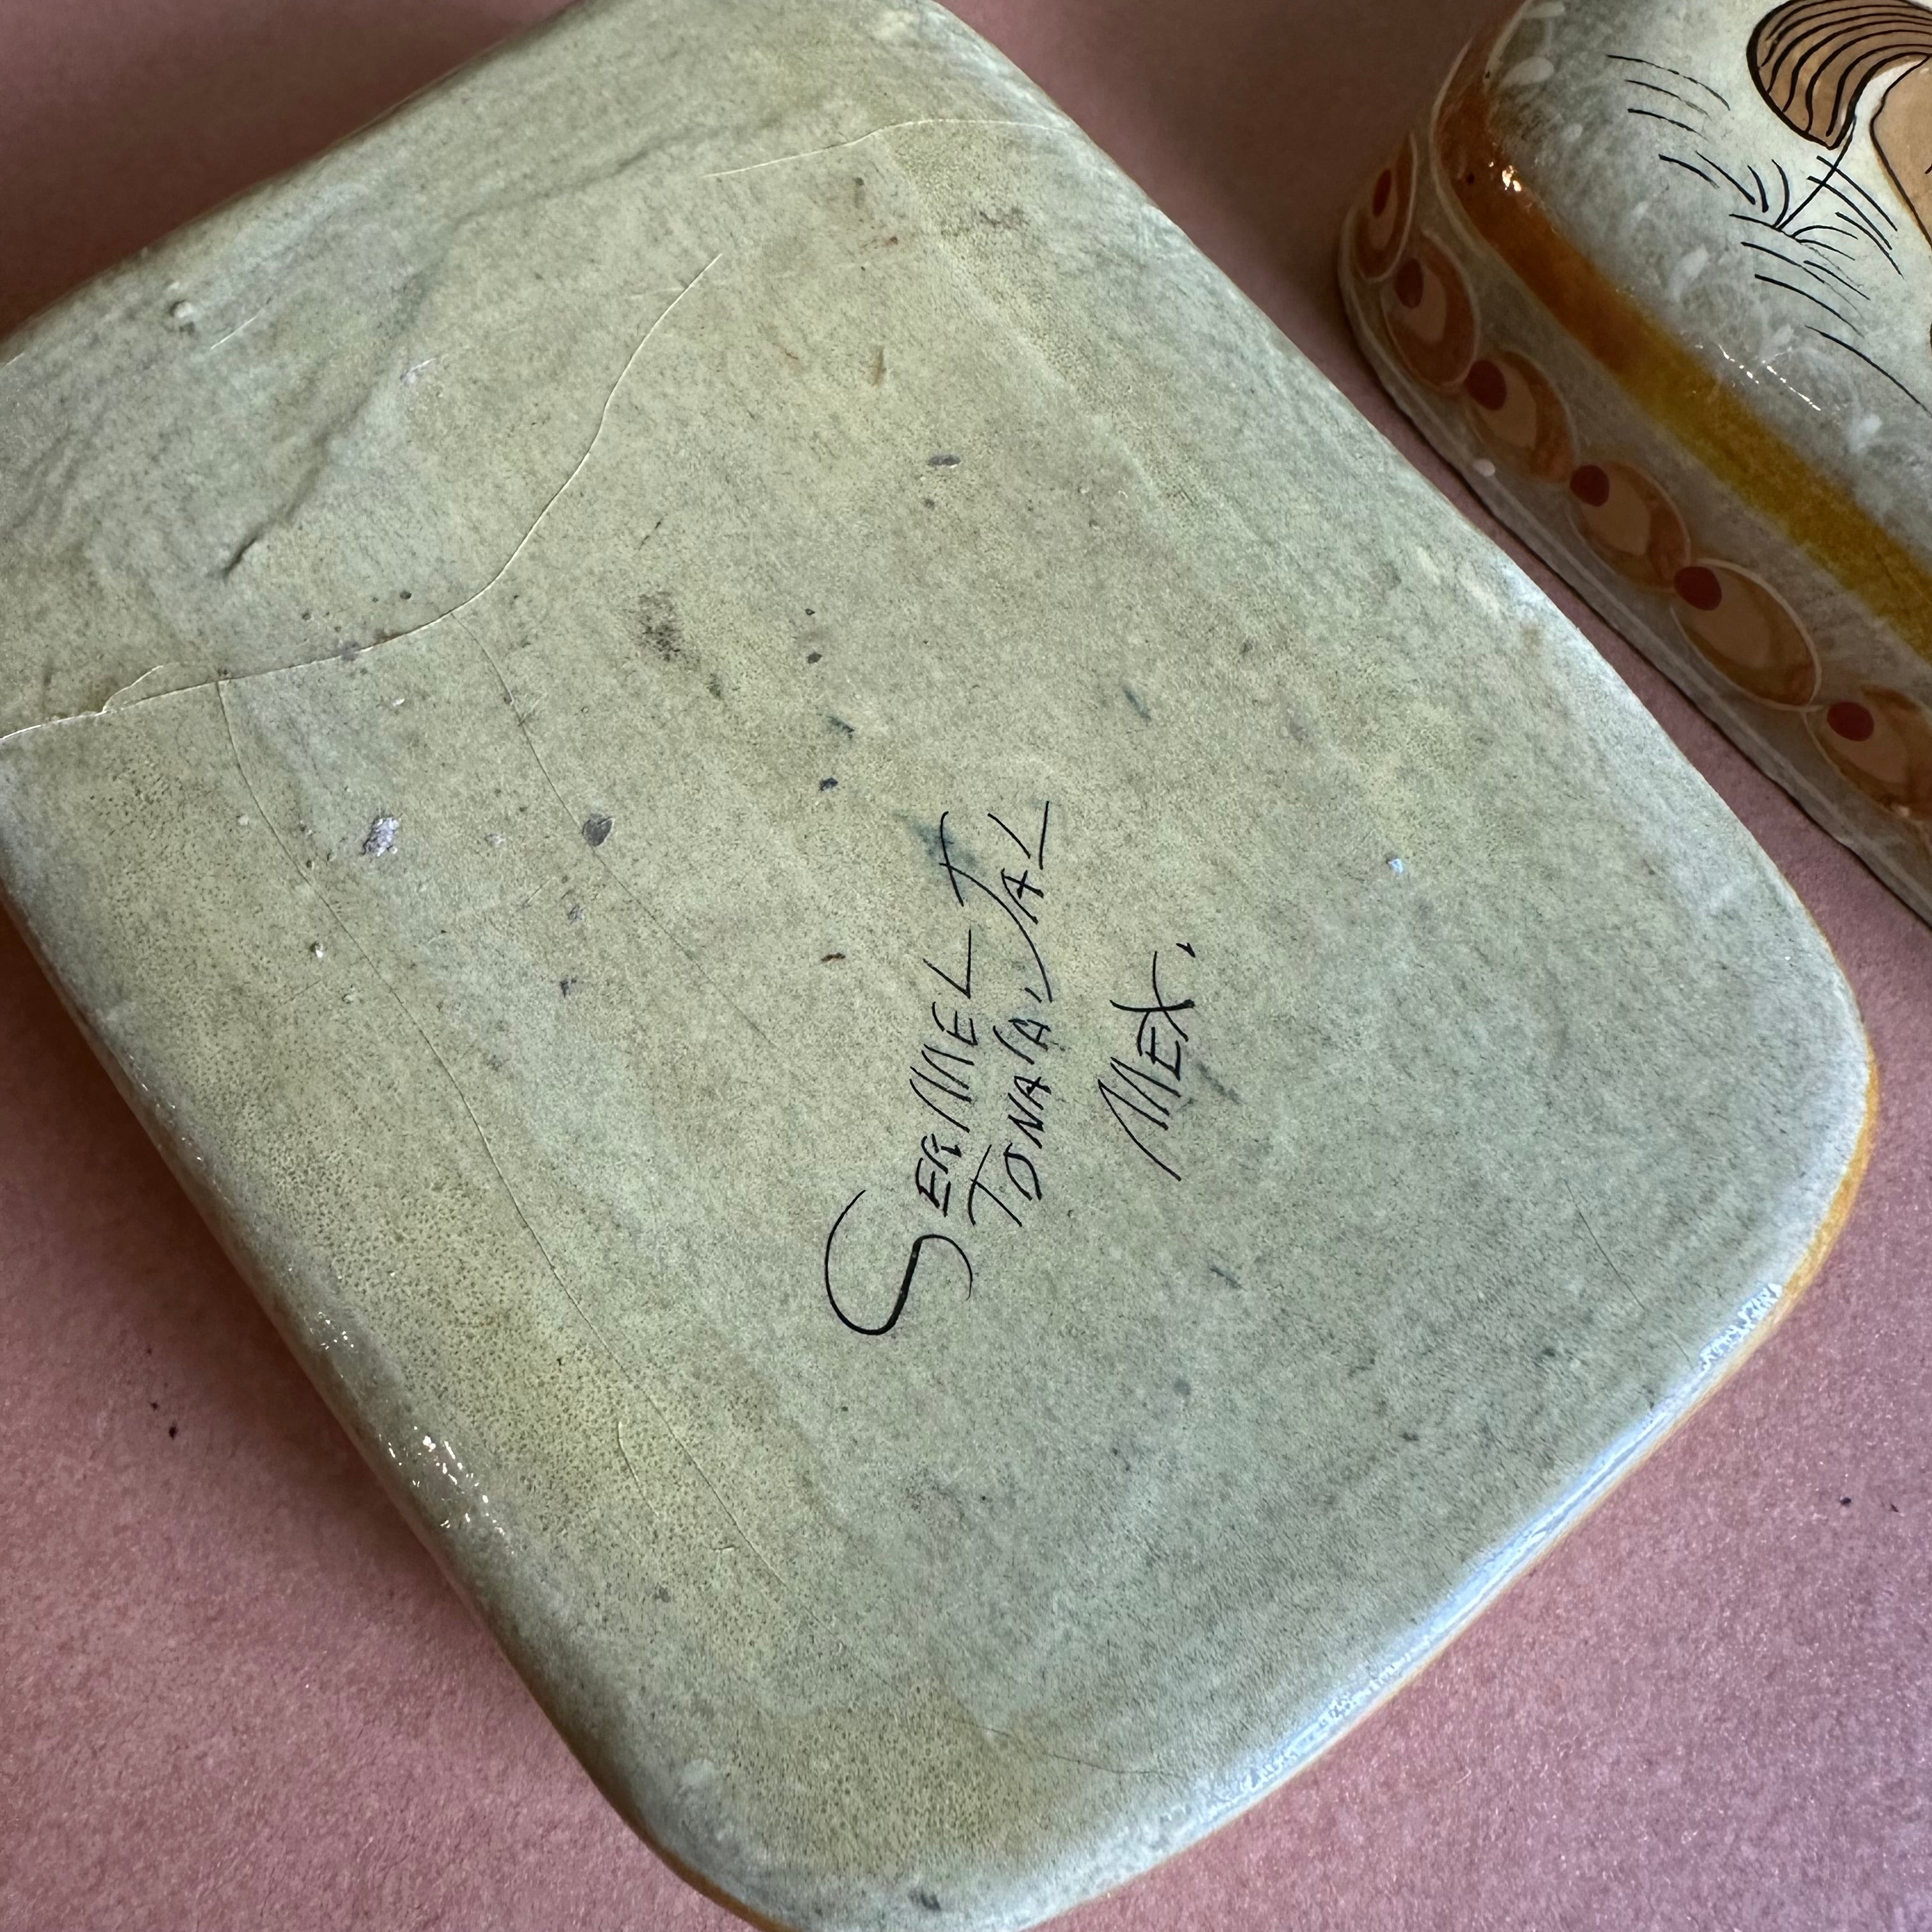 SERMEL T
TONALA, JAL
MEX.